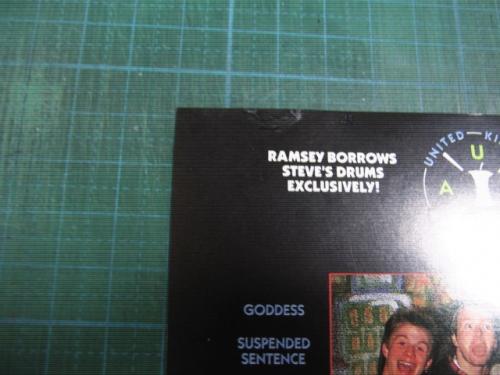 RAMSEY BORROWS
STEVE'S DRUMS
EXCLUSIVELY!
UNITED
U
A
GODDESS
SUSPENDED
SENTENCE